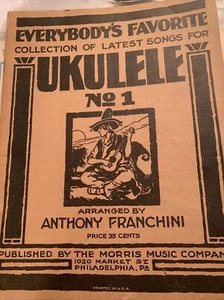 EVERYBODY'S FAVORITE
COLLECTION OF LATEST SONGS FOR
UKULELE
No 1
ARRANGED BY
ANTHONY FRANCHINI
PRICE 35 CENTS
PUBLISHED BY THE MORRIS MUSIC COMPAN
1020 MARKET ST
PHILADELPHIA, PA
PRINTED IN U.S.A.